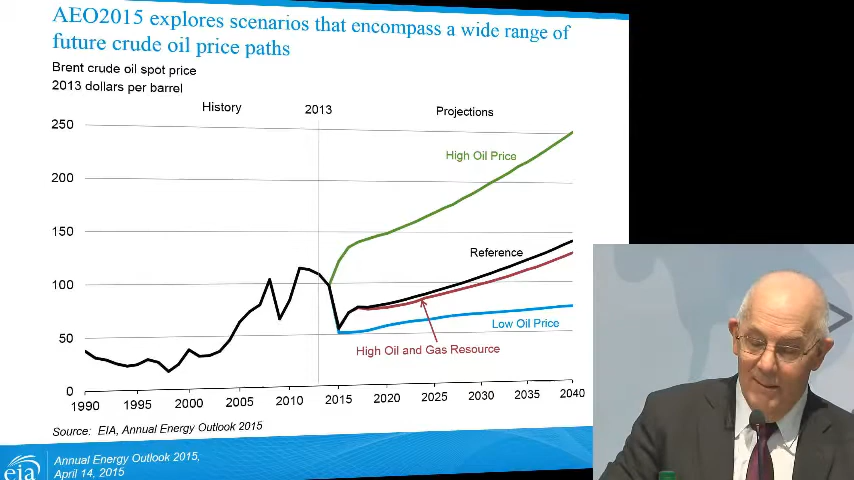 AEO2015 explores scenarios that encompass a wide range of
future crude oil price paths
Brent crude oil spot price
2013 dollars per barrel
History 2013 Projections
250
High Oil Price
200
150
Reference
100
Low Oil Price
50
High Oil and Gas Resource
0
1990 1995 2000 2005 2010 2015 2020 2025 2030 2035 2040
Source: EIA, Annual Energy Outlook 2015
eia
Annual Energy Outlook 2015,
April 14, 2015